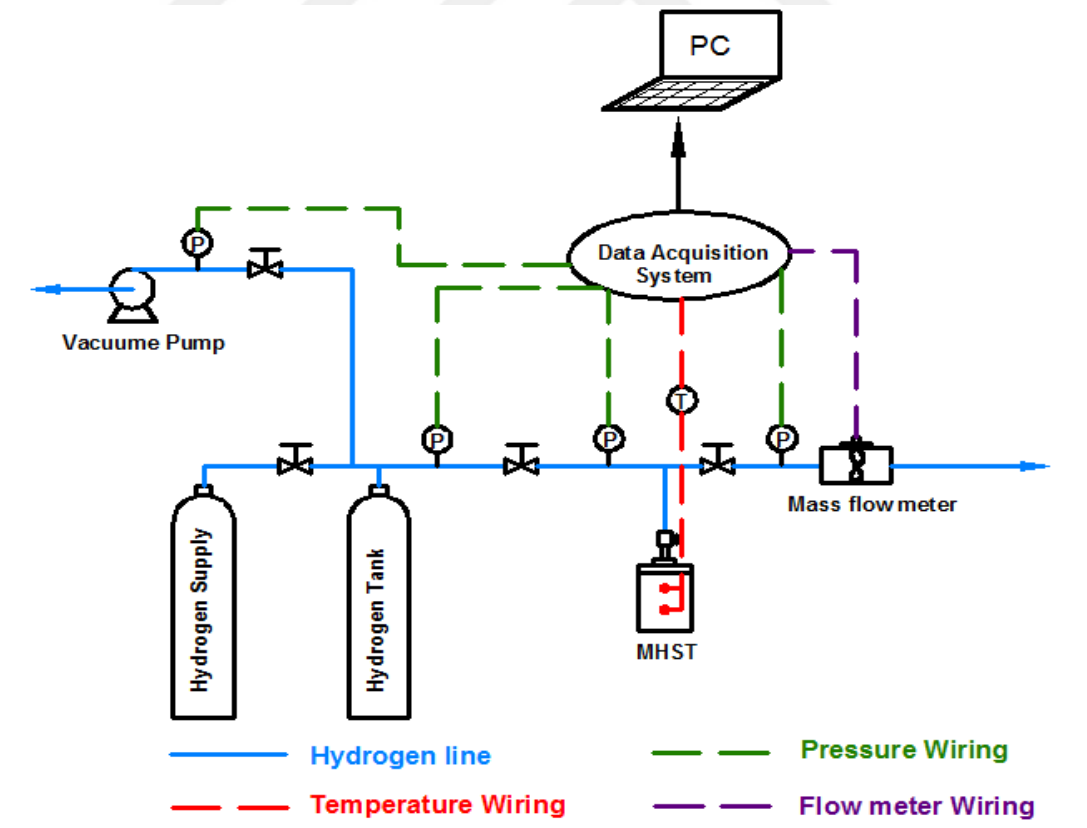 PC
Data Acquisition
System
P
Vacuume Pump
T
P
P
P
Mass flow meter
Hydrogen Supply
Hydrogen Tank
MHST
Hydrogen line
Pressure Wiring
Temperature Wiring
Flow meter Wiring